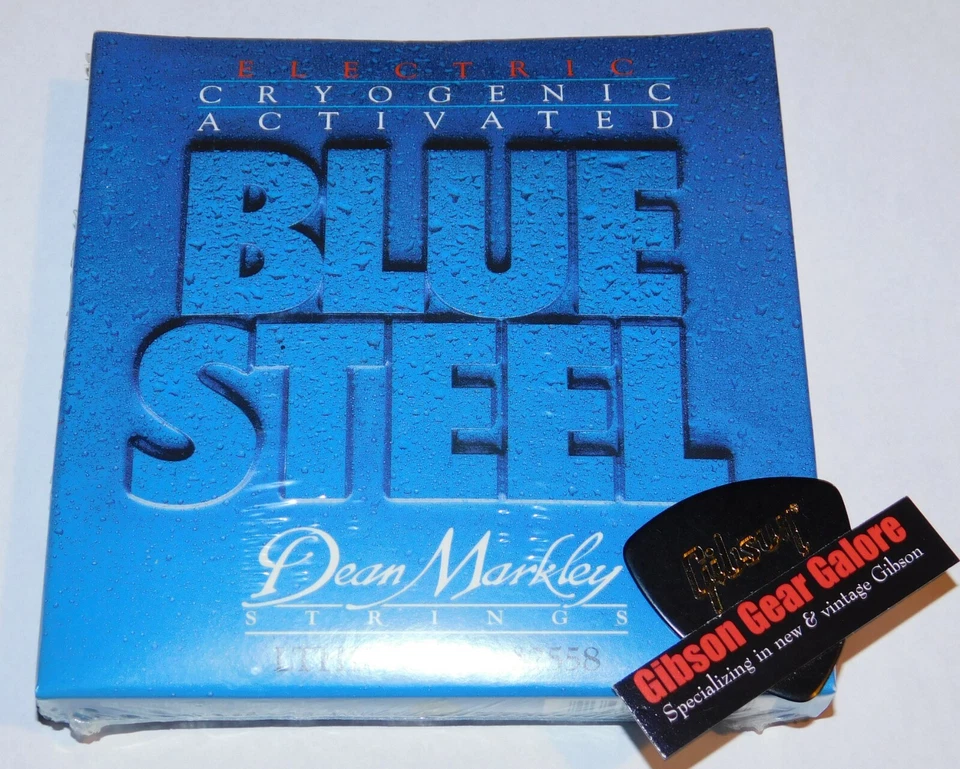 ELECTRIC
CRYOGENIC
ACTIVATED
BLUE
STEEL
Dean Markley
STRINGS
Gibson
Gibson Gear Galore
Specializing in new & vintage Gibson